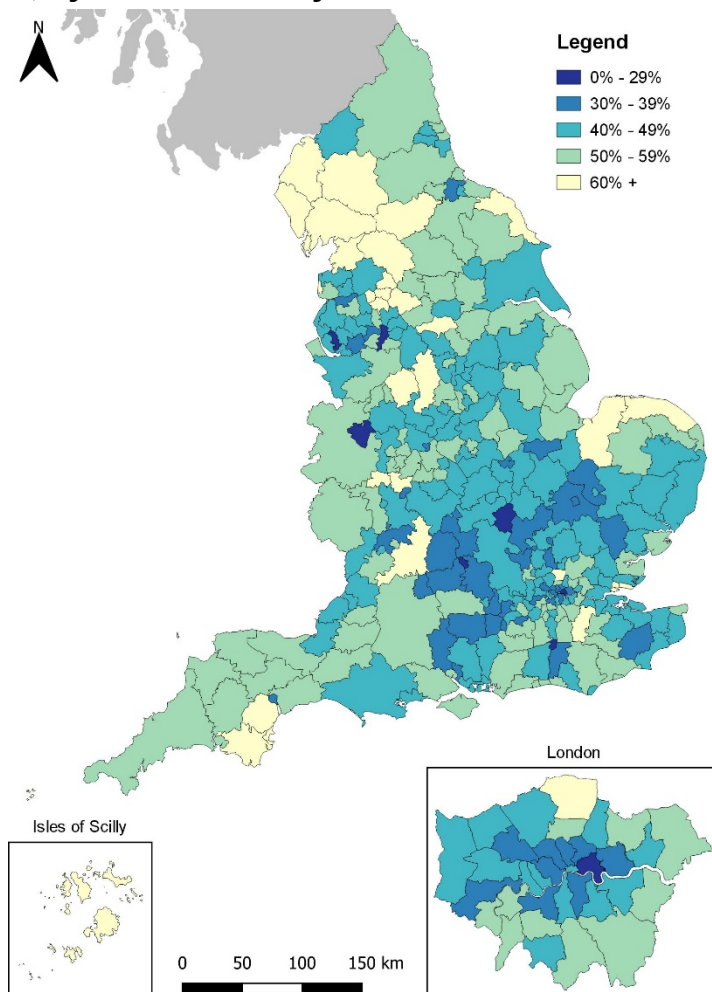 N
Legend
0% - 29%
30% - 39%
40% - 49%
50% - 59%
60% +
London
Isles of Scilly
0 50 100 150 km